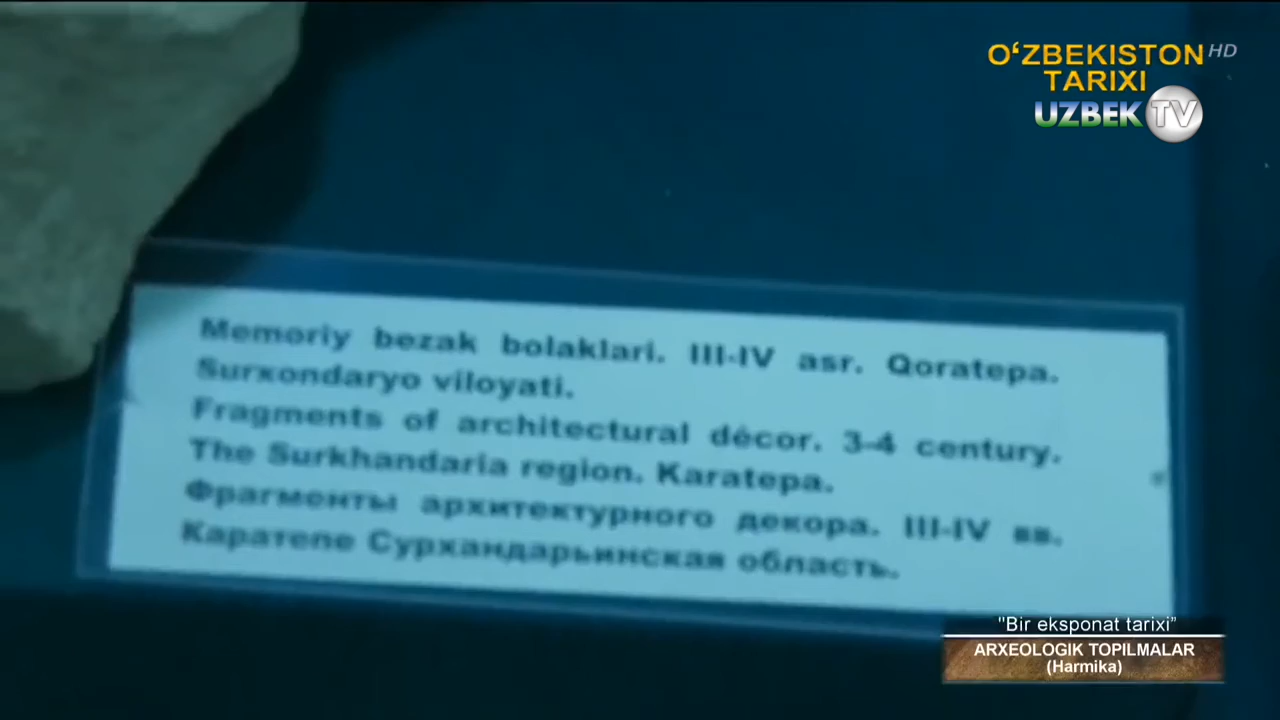 O‘ZBEKISTON HD
TARIXI
UZBEK TV
Memoriy bezak bolaklari. III-IV asr. Qoratepa.
Surxondaryo viloyati.
Fragments of architectural décor. 3-4 century.
The Surkhandaria region. Karatepa.
Фрагменты архитектурного декора. III-IV вв.
Каратепе Сурхандарьинская область.
"Bir eksponat tarixi”
ARXEOLOGIK TOPILMALAR
(Harmika)